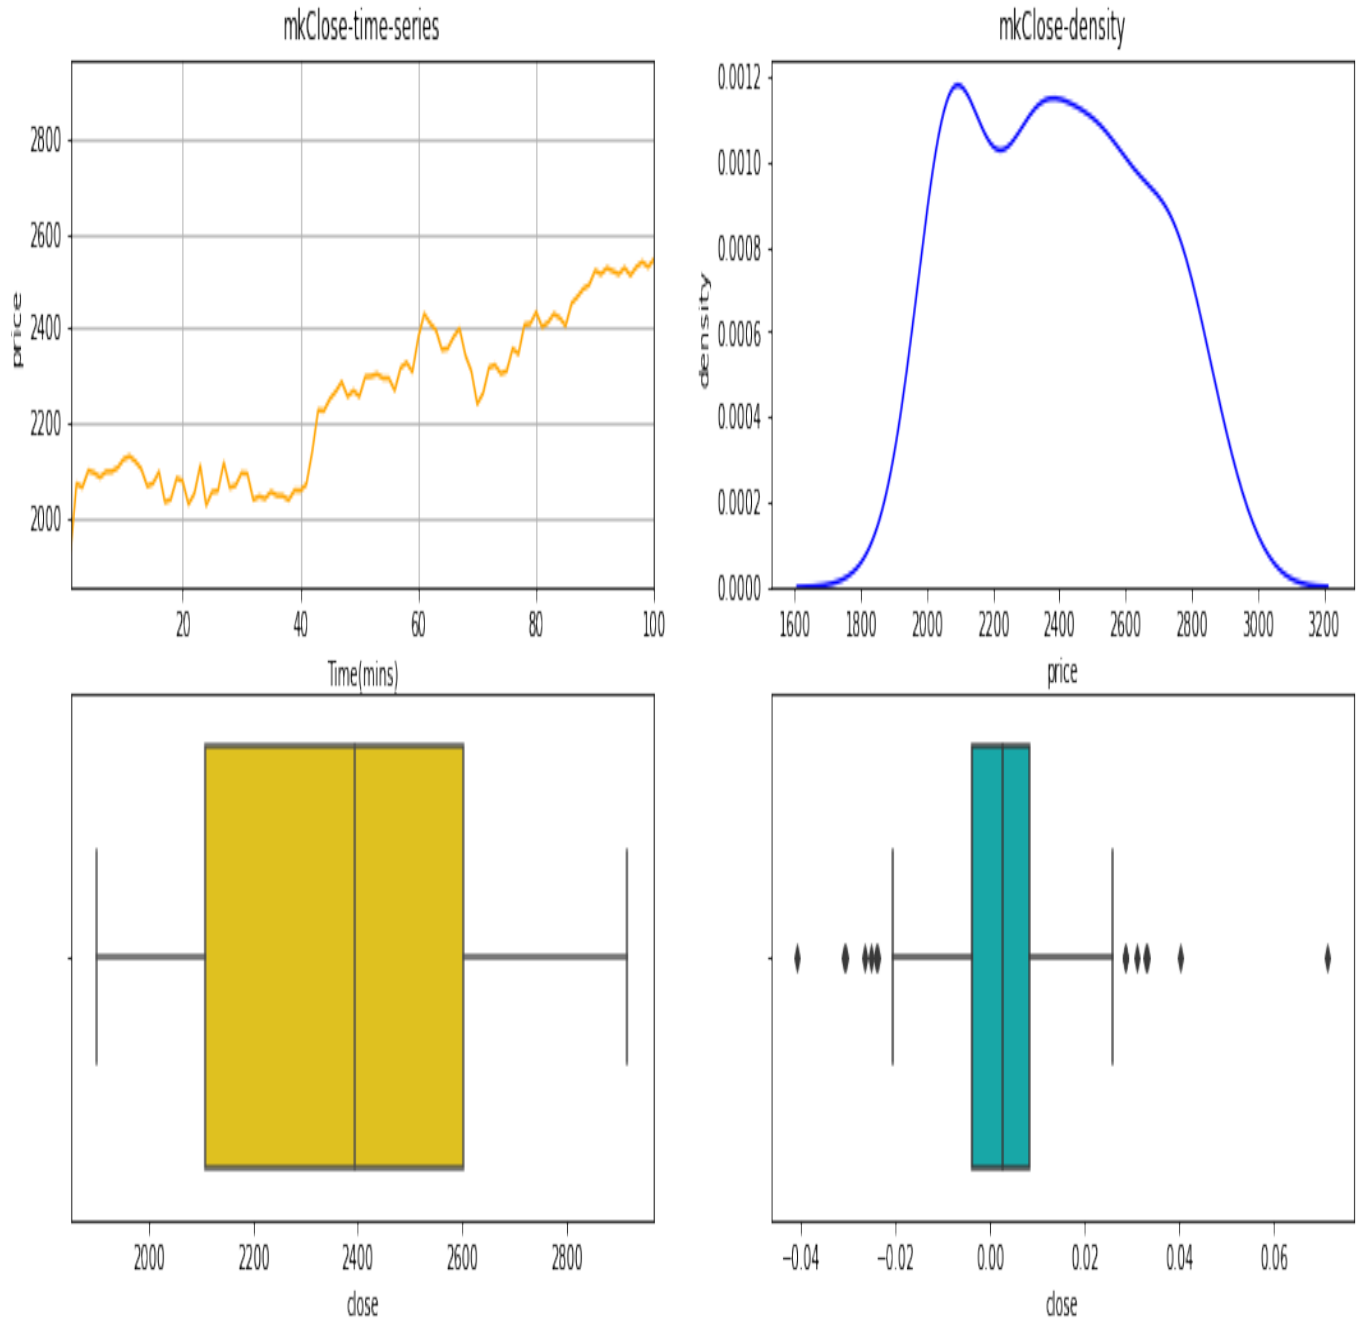 mkClose-time-series
price
2800
2600
2400
2200
2000
20 40 60 80 100
Time(mins)
mkClose-density
density
0.0012
0.0010
0.0008
0.0006
0.0004
0.0002
0.0000
1600 1800 2000 2200 2400 2600 2800 3000 3200
price
2000 2200 2400 2600 2800
close
−0.04 −0.02 0.00 0.02 0.04 0.06
close